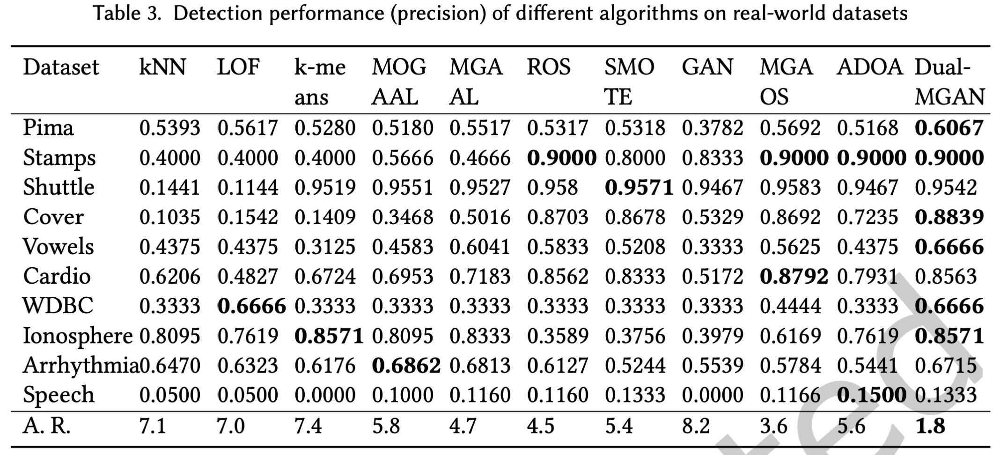 Table 3. Detection performance (precision) of different algorithms on real-world datasets
Dataset kNN LOF k-me MOG MGA ROS SMO GAN MGA ADOA Dual-
ans AAL AL TE OS MGAN
Pima 0.5393 0.5617 0.5280 0.5180 0.5517 0.5317 0.5318 0.3782 0.5692 0.5168 0.6067
Stamps 0.4000 0.4000 0.4000 0.5666 0.4666 0.9000 0.8000 0.8333 0.9000 0.9000 0.9000
Shuttle 0.1441 0.1144 0.9519 0.9551 0.9527 0.958 0.9571 0.9467 0.9583 0.9467 0.9542
Cover 0.1035 0.1542 0.1409 0.3468 0.5016 0.8703 0.8678 0.5329 0.8692 0.7235 0.8839
Vowels 0.4375 0.4375 0.3125 0.4583 0.6041 0.5833 0.5208 0.3333 0.5625 0.4375 0.6666
Cardio 0.6206 0.4827 0.6724 0.6953 0.7183 0.8562 0.8333 0.5172 0.8792 0.7931 0.8563
WDBC 0.3333 0.6666 0.3333 0.3333 0.3333 0.3333 0.3333 0.3333 0.4444 0.3333 0.6666
Ionosphere 0.8095 0.7619 0.8571 0.8095 0.8333 0.3589 0.3756 0.3979 0.6169 0.7619 0.8571
Arrhythmia 0.6470 0.6323 0.6176 0.6862 0.6813 0.6127 0.5244 0.5539 0.5784 0.5441 0.6715
Speech 0.0500 0.0500 0.0000 0.1000 0.1160 0.1160 0.1333 0.0000 0.1166 0.1500 0.1333
A. R. 7.1 7.0 7.4 5.8 4.7 4.5 5.4 8.2 3.6 5.6 1.8